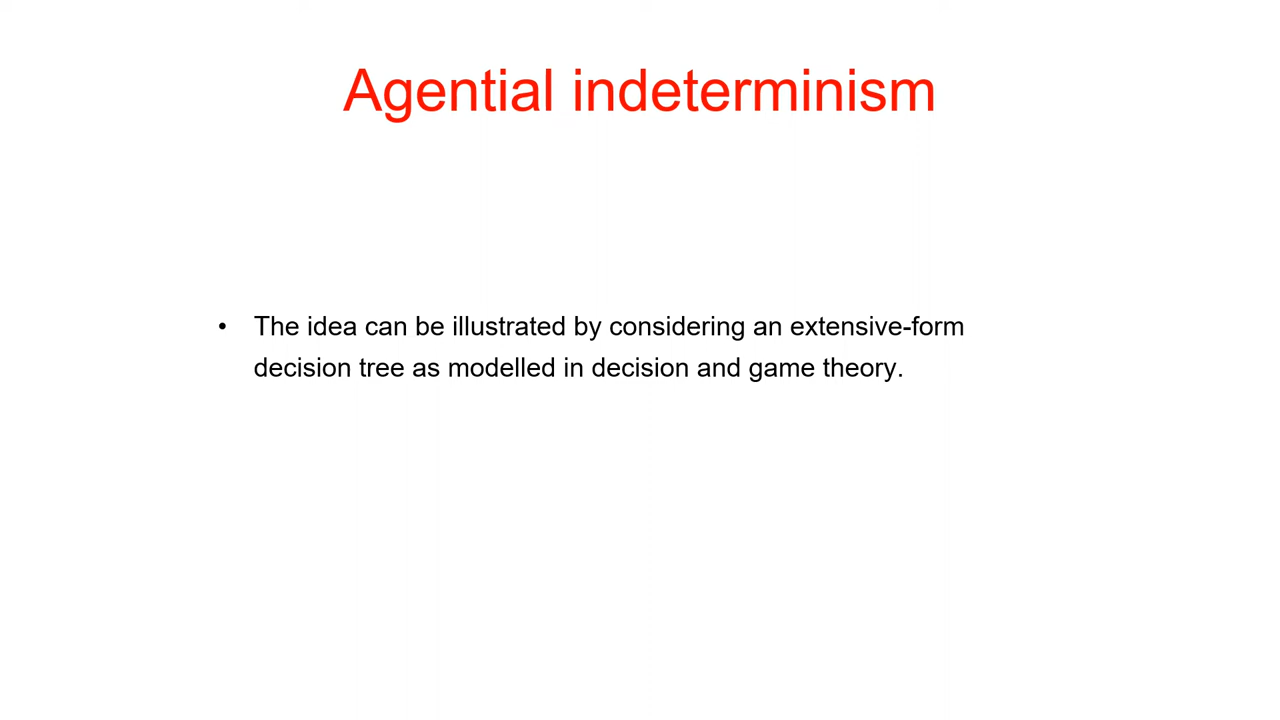 Agential indeterminism
• The idea can be illustrated by considering an extensive-form
decision tree as modelled in decision and game theory.